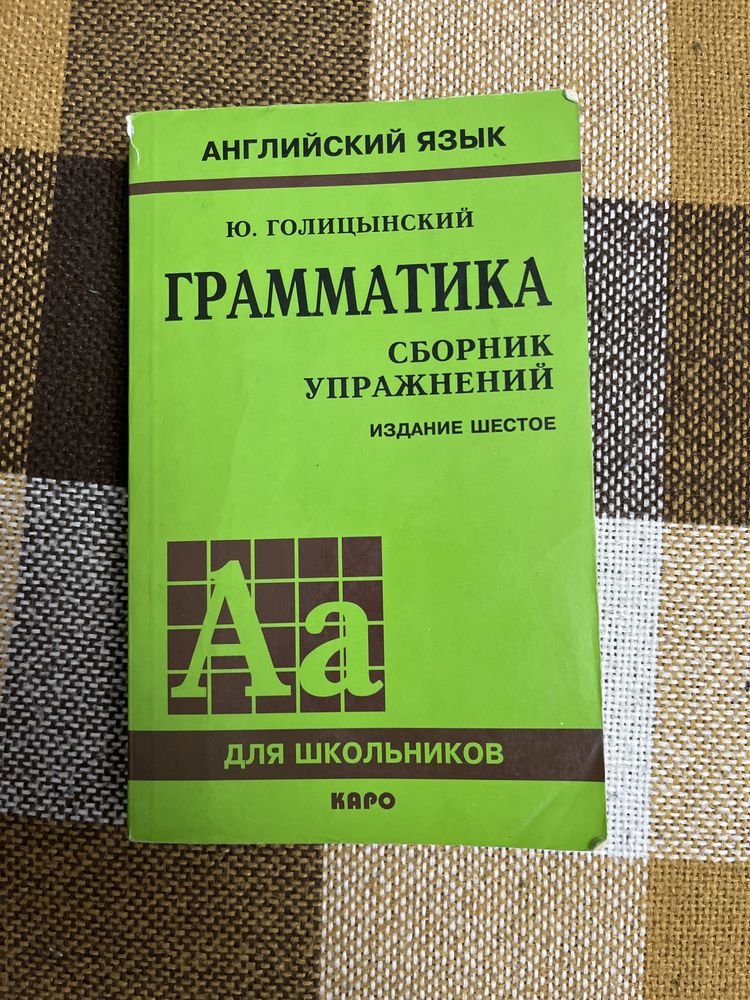 АНГЛИЙСКИЙ ЯЗЫК
Ю. ГОЛИЦЫНСКИЙ
ГРАММАТИКА
СБОРНИК
УПРАЖНЕНИЙ
ИЗДАНИЕ ШЕСТОЕ
Aa
ДЛЯ ШКОЛЬНИКОВ
КАРО